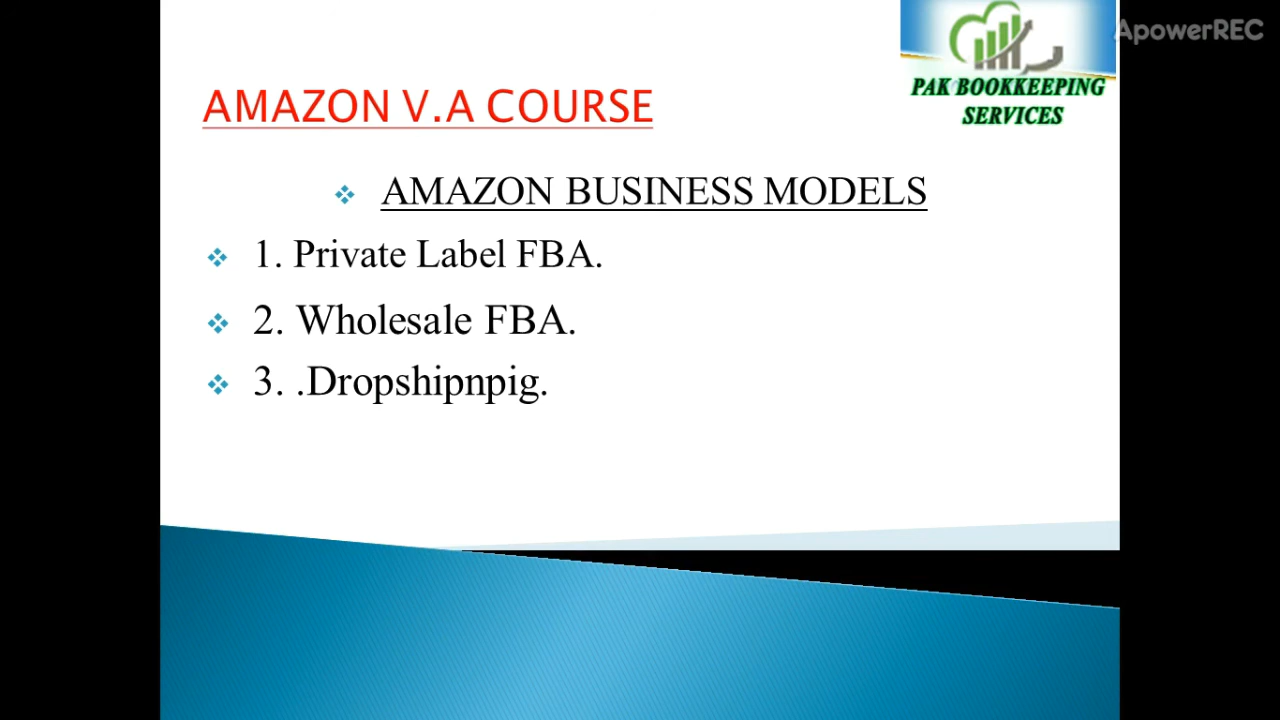 ApowerREC
PAK BOOKKEEPING
SERVICES
AMAZON V.A COURSE
AMAZON BUSINESS MODELS
1. Private Label FBA.
2. Wholesale FBA.
3. .Dropshipnpig.